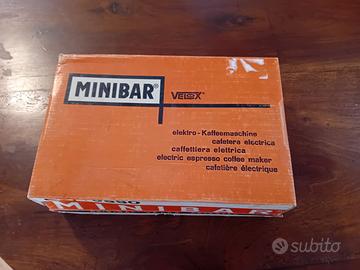 MINIBAR®
VELOX
elektro-Kaffeemaschine
cafetera electrica
caffettiera elettrica
electric espresso coffee maker
cafetière électrique
MINIBAR
subito